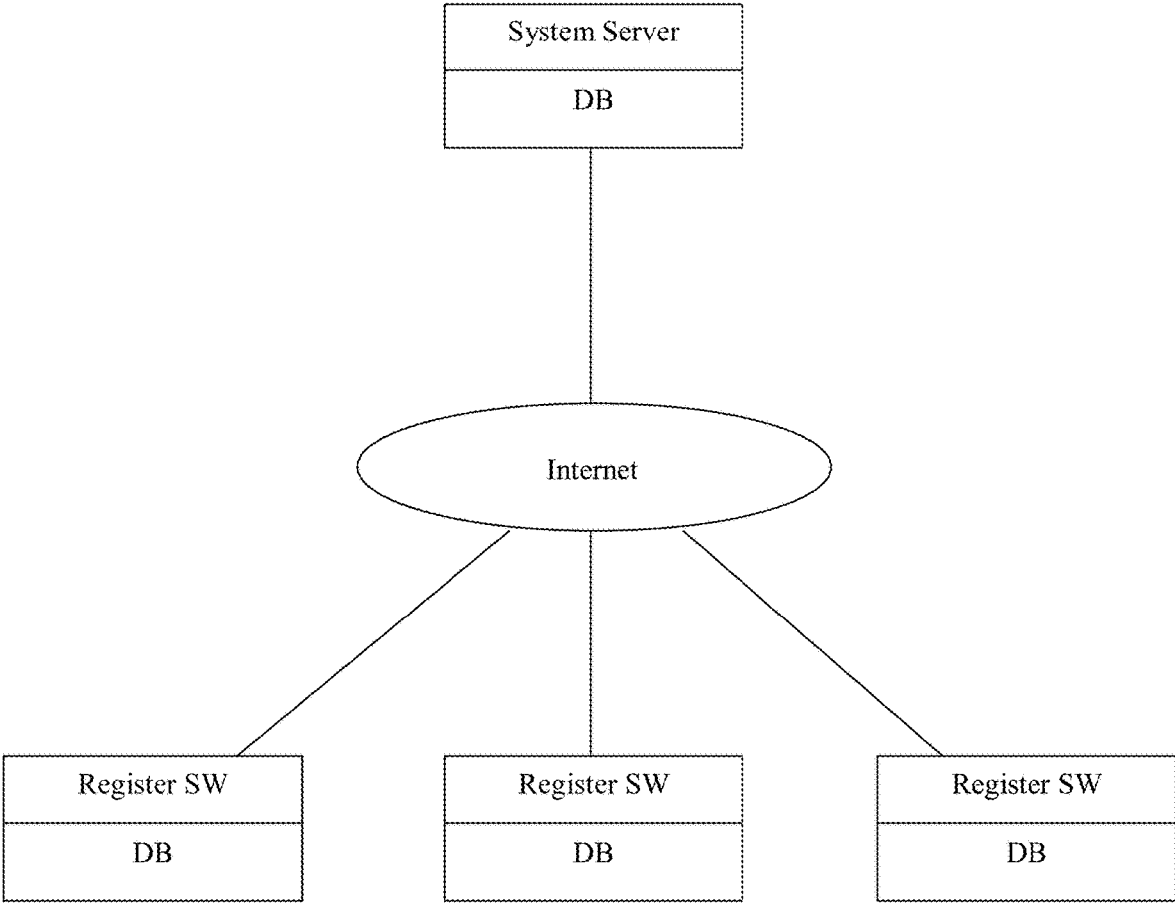 System Server
DB
Internet
Register SW
DB
Register SW
DB
Register SW
DB